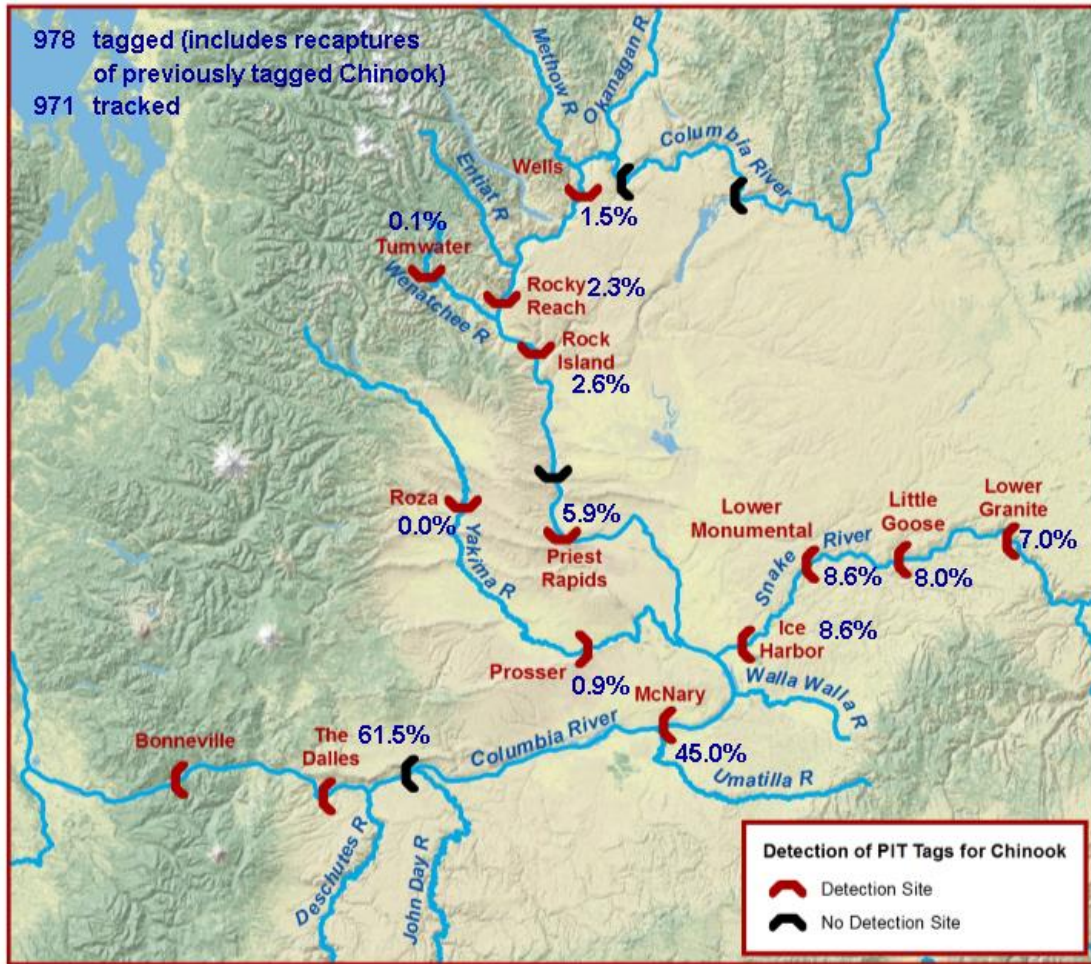 978 tagged (includes recaptures
of previously tagged Chinook)
971 tracked
Methow R
Okanagan R
Columbia River
Wells
1.5%
Entiat R
0.1%
Tumwater
Wenatchee R
Rocky
Reach
2.3%
Rock
Island
2.6%
Roza
0.0%
Yakima R
5.9%
Priest
Rapids
Lower
Monumental
8.6%
Snake River
Little
Goose
8.0%
Lower
Granite
7.0%
Ice
Harbor
8.6%
Prosser
0.9%
McNary
45.0%
Walla Walla R
Umatilla R
Bonneville
The
Dalles
61.5%
Columbia River
Deschutes R
John Day R
Detection of PIT Tags for Chinook
Detection Site
No Detection Site